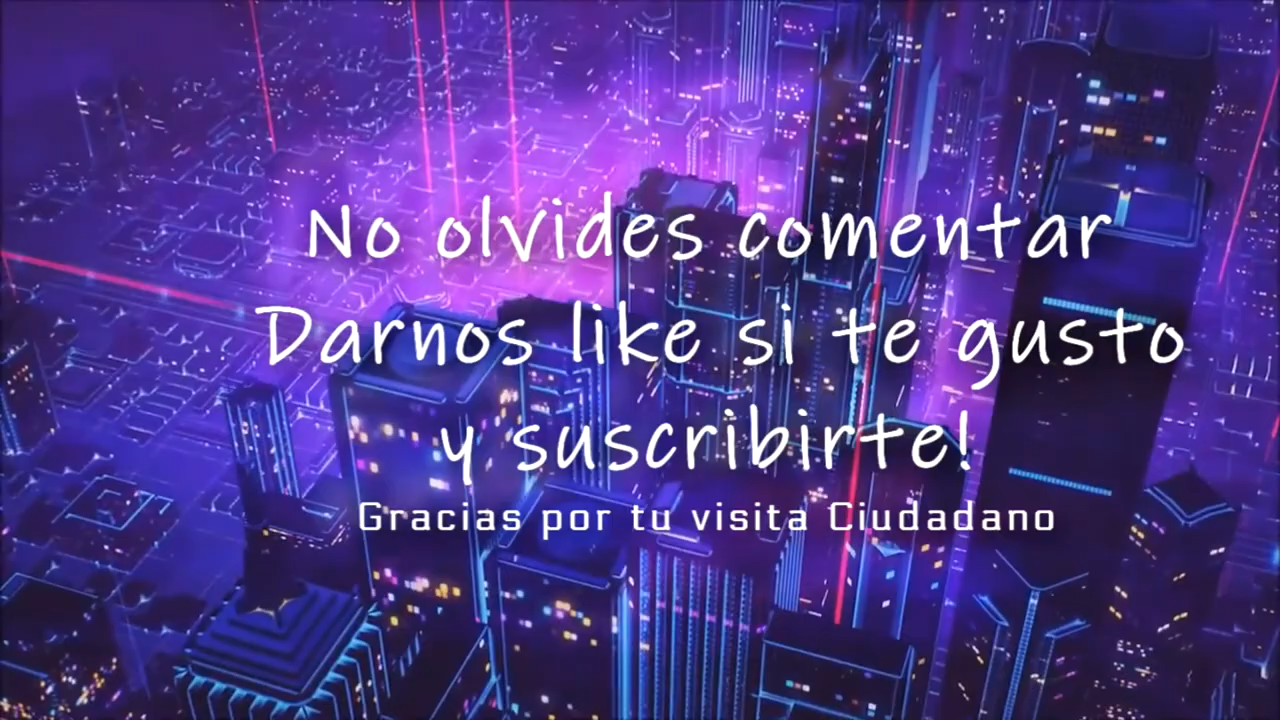 No olvides comentar
Darnos like si te gusto
y suscribirte!
Gracias por tu visita Ciudadano